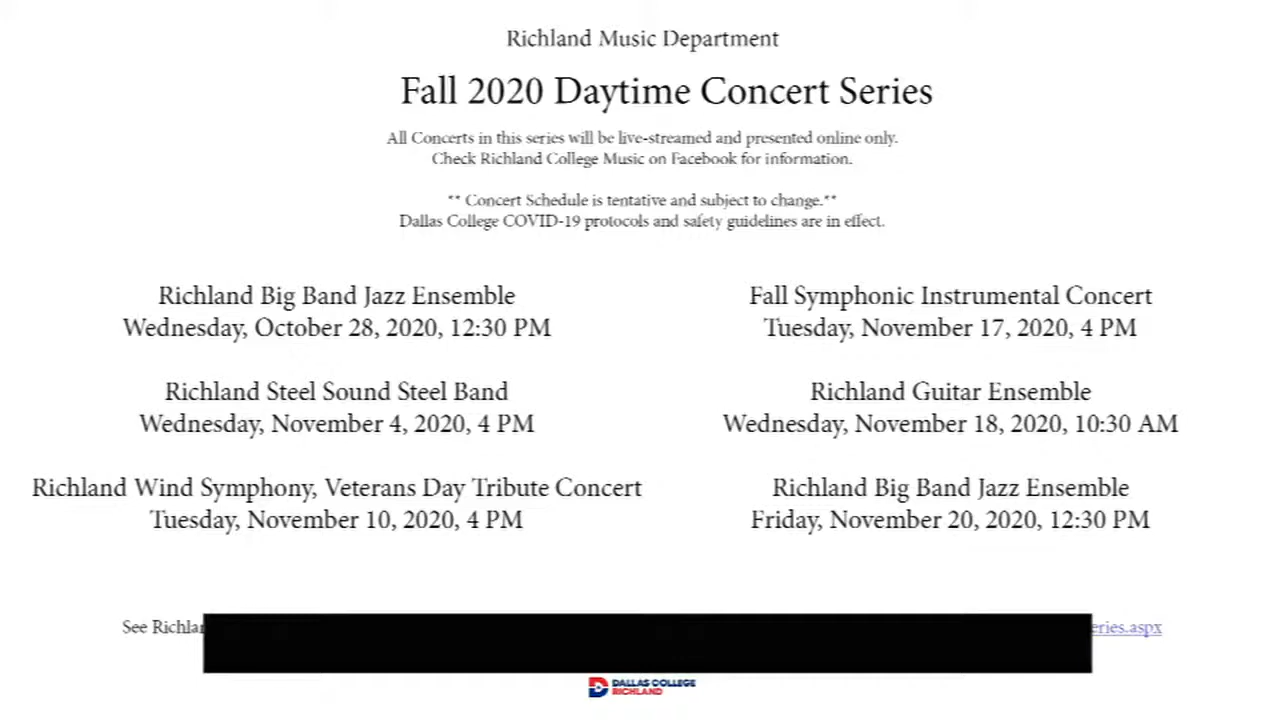 Richland Music Department
Fall 2020 Daytime Concert Series
All Concerts in this series will be live-streamed and presented online only.
Check Richland College Music on Facebook for information.
** Concert Schedule is tentative and subject to change.**
Dallas College COVID-19 protocols and safety guidelines are in effect.
Richland Big Band Jazz Ensemble
Wednesday, October 28, 2020, 12:30 PM
Richland Steel Sound Steel Band
Wednesday, November 4, 2020, 4 PM
Richland Wind Symphony, Veterans Day Tribute Concert
Tuesday, November 10, 2020, 4 PM
Fall Symphonic Instrumental Concert
Tuesday, November 17, 2020, 4 PM
Richland Guitar Ensemble
Wednesday, November 18, 2020, 10:30 AM
Richland Big Band Jazz Ensemble
Friday, November 20, 2020, 12:30 PM
See
DALLAS COLLEGE
RICHLAND